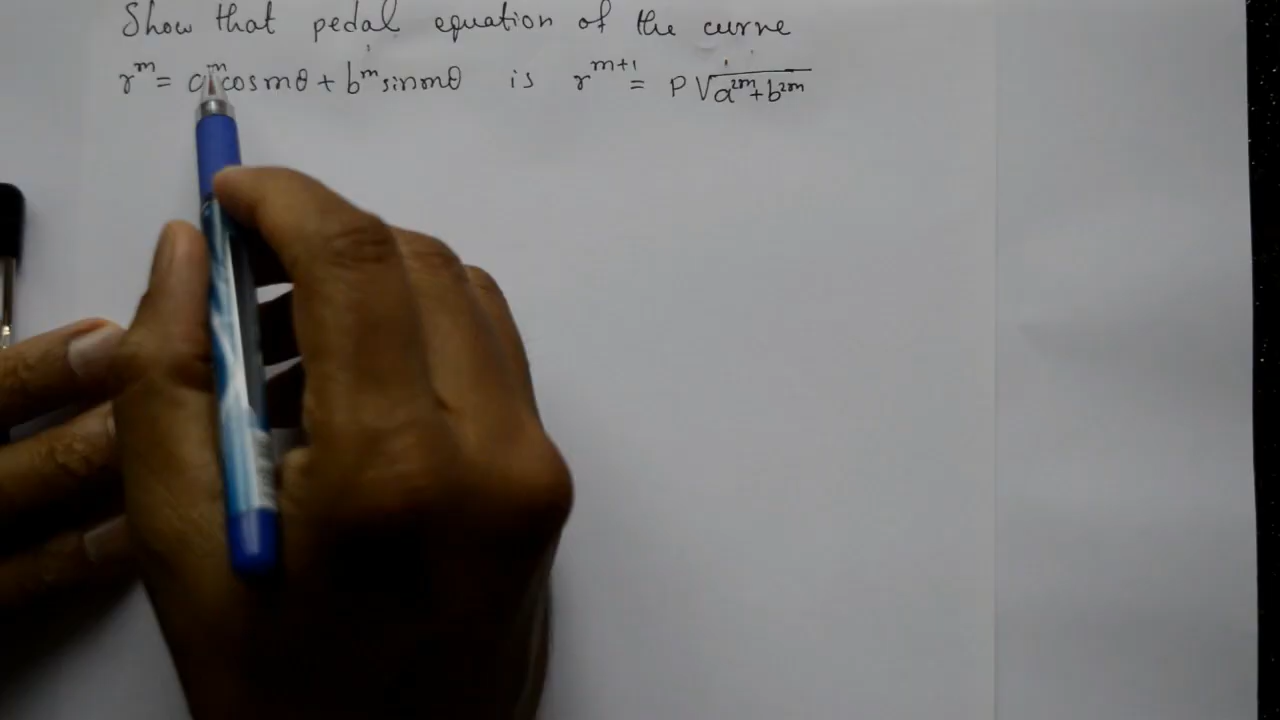 Show that pedal equation of the curve
r^m = a^m cos mθ + b^m sin mθ is r^{m+1} = P √(a^{2m} + b^{2m})